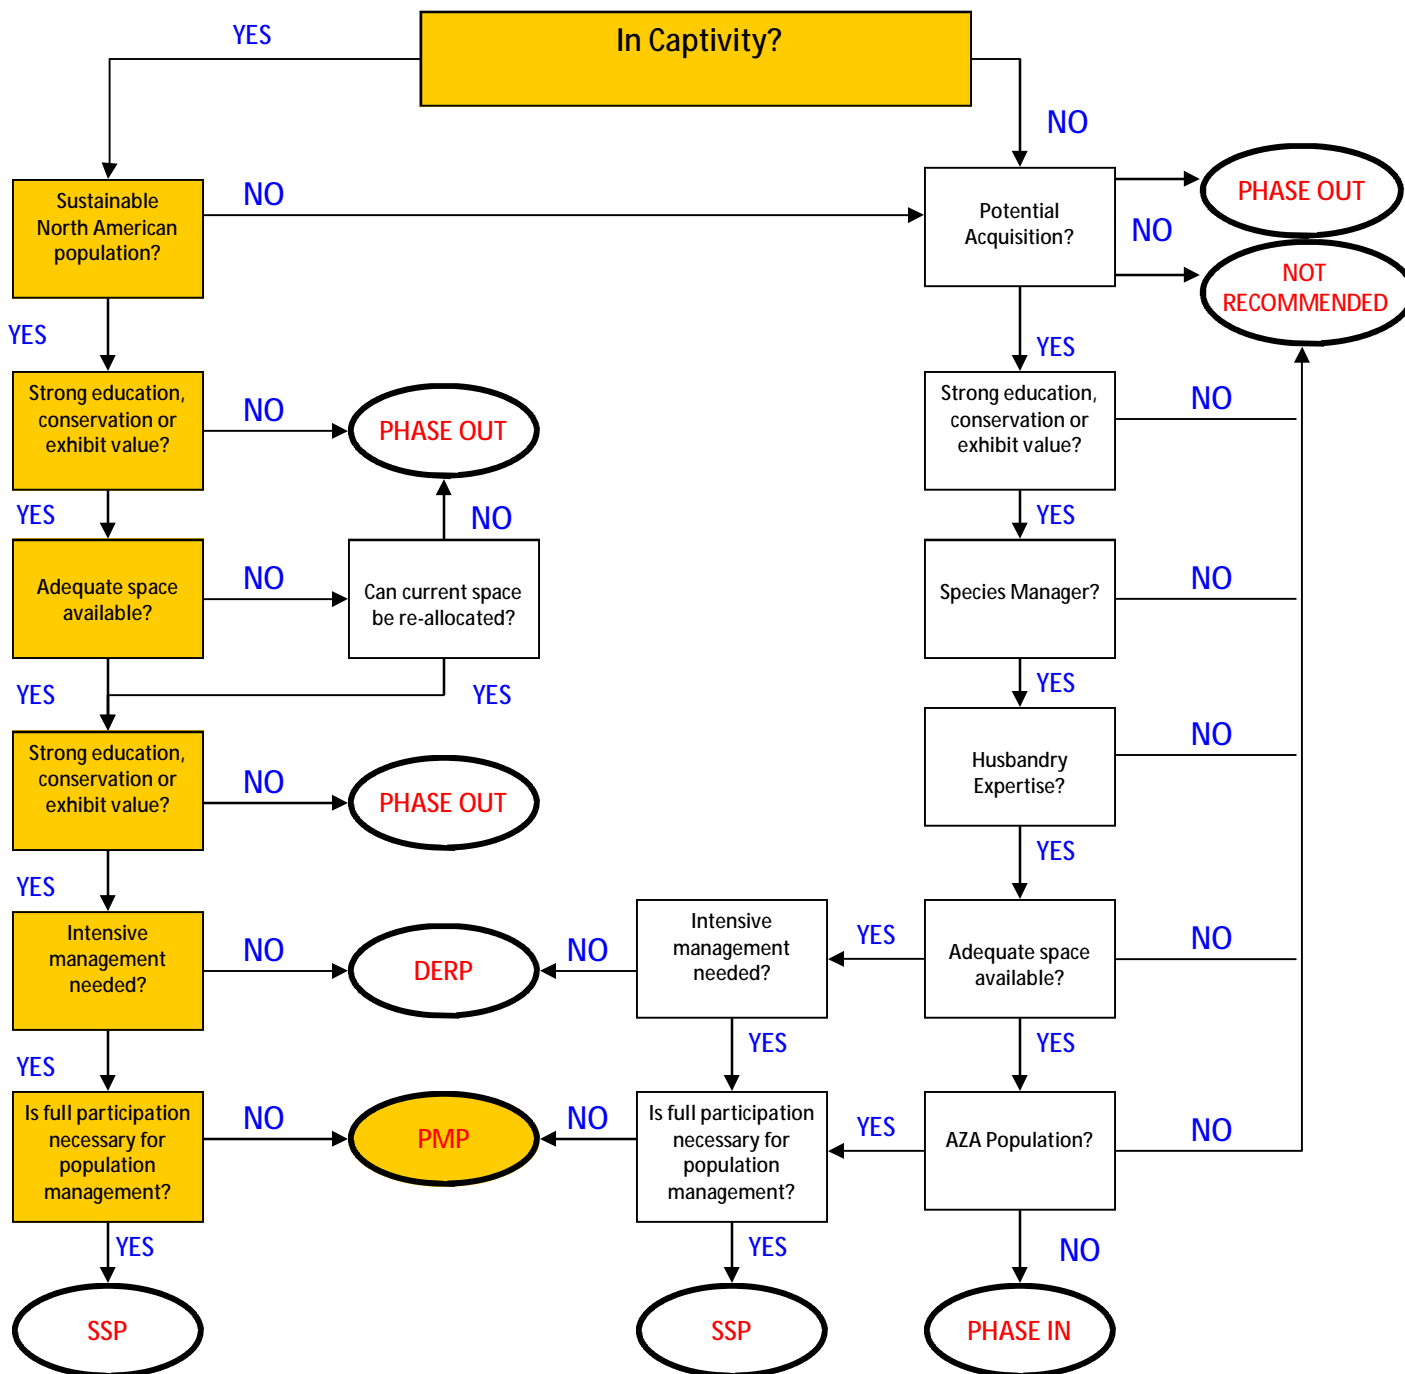 YES
In Captivity?
NO
Sustainable
North American
population?
NO
Potential
Acquisition?
PHASE OUT
NO
NOT
RECOMMENDED
YES
YES
Strong education,
conservation or
exhibit value?
NO
PHASE OUT
Strong education,
conservation or
exhibit value?
NO
YES
NO
YES
Adequate space
available?
NO
Can current space
be re-allocated?
Species Manager?
NO
YES
YES
YES
Strong education,
conservation or
exhibit value?
NO
PHASE OUT
Husbandry
Expertise?
NO
YES
YES
Intensive
management
needed?
NO
DERP
NO
Intensive
management
needed?
YES
Adequate space
available?
NO
YES
YES
YES
Is full participation
necessary for
population
management?
NO
PMP
NO
Is full participation
necessary for
population
management?
YES
AZA Population?
NO
YES
YES
NO
SSP
SSP
PHASE IN